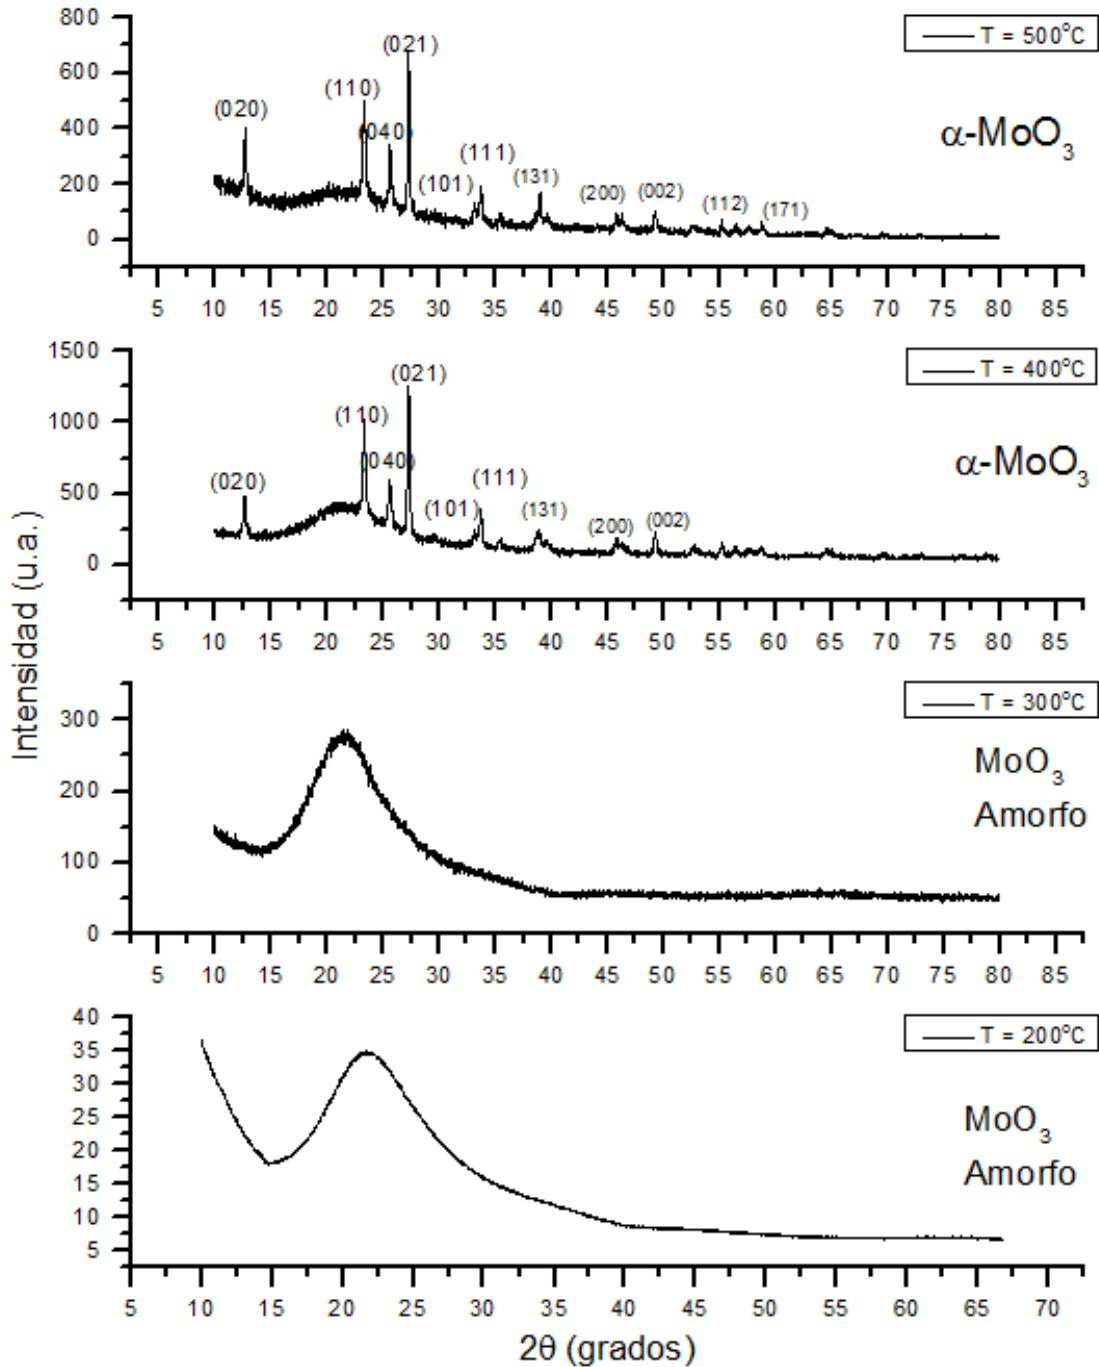 Intensidad (u.a.)
800
600
400
200
0
(020)
(110)
(040)
(021)
(101)
(111)
(131)
(200)
(002)
(112)
(171)
T = 500°C
α-MoO₃
5 10 15 20 25 30 35 40 45 50 55 60 65 70 75 80 85
1500
1000
500
0
(020)
(110)
(040)
(021)
(101)
(111)
(131)
(200)
(002)
T = 400°C
α-MoO₃
5 10 15 20 25 30 35 40 45 50 55 60 65 70 75 80 85
300
200
100
0
T = 300°C
MoO₃
Amorfo
5 10 15 20 25 30 35 40 45 50 55 60 65 70 75 80 85
40
35
30
25
20
15
10
5
T = 200°C
MoO₃
Amorfo
5 10 15 20 25 30 35 40 45 50 55 60 65 70
2θ (grados)